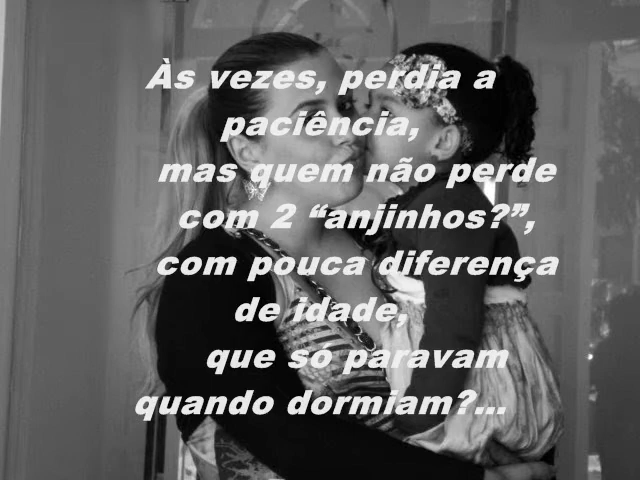 Às vezes, perdia a
paciência,
mas quem não perde
com 2 “anjinhos?”,
com pouca diferença
de idade,
que só paravam
quando dormiam?...